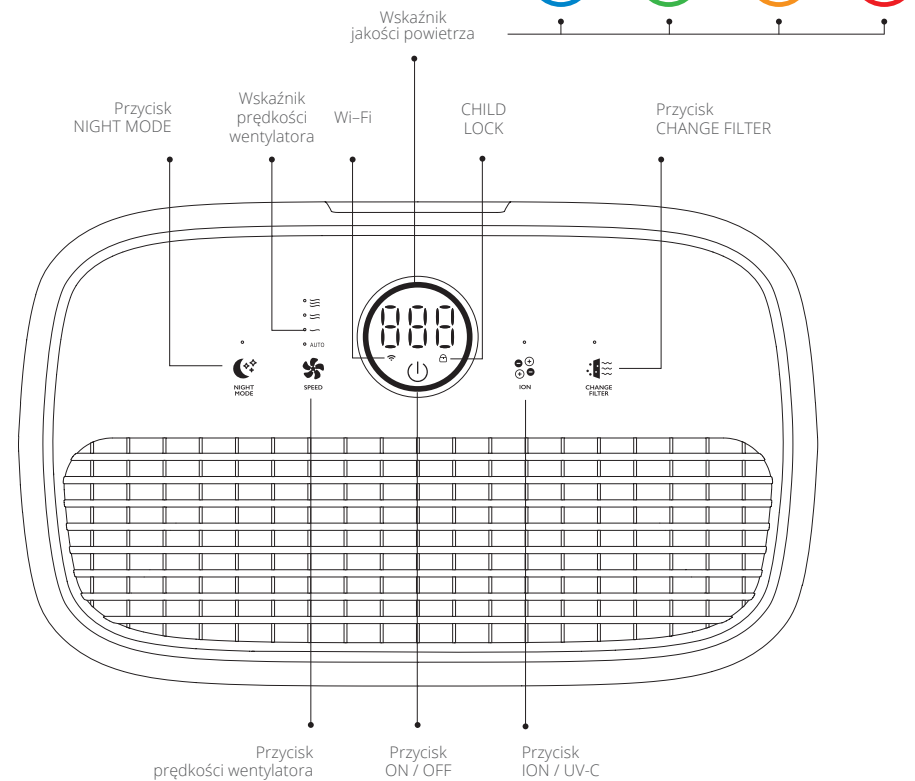 Wskaźnik
jakości powietrza
Przycisk
NIGHT MODE
Wskaźnik
prędkości
wentylatora
Wi–Fi
CHILD
LOCK
Przycisk
CHANGE FILTER
888
AUTO
NIGHT
MODE
SPEED
ION
CHANGE
FILTER
Przycisk
prędkości wentylatora
Przycisk
ON / OFF
Przycisk
ION / UV-C